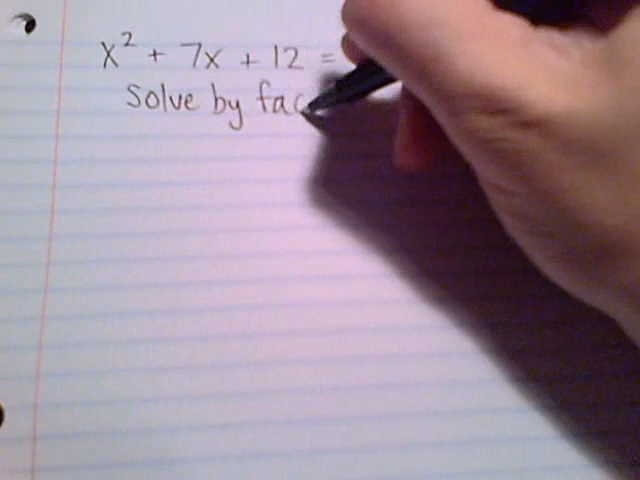 x² + 7x + 12 =
Solve by fac